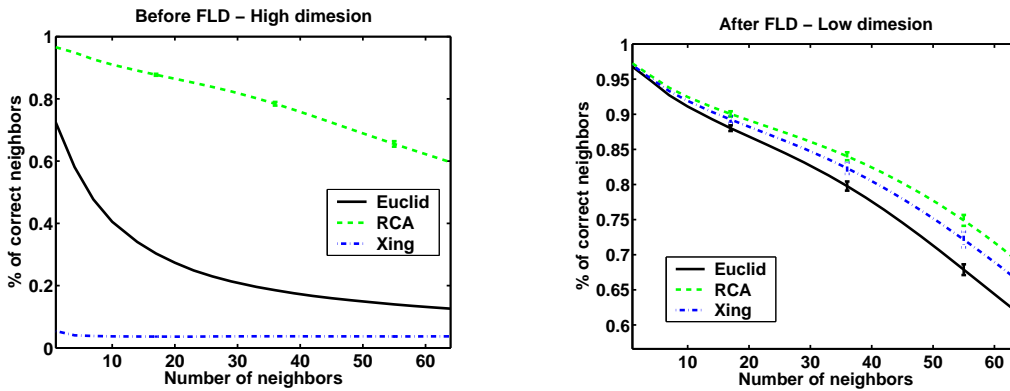 Before FLD – High dimesion
% of correct neighbors
1
0.8
0.6
0.4
0.2
0
10 20 30 40 50 60
Number of neighbors
Euclid
RCA
Xing
After FLD – Low dimesion
% of correct neighbors
1
0.95
0.9
0.85
0.8
0.75
0.7
0.65
0.6
10 20 30 40 50 60
Number of neighbors
Euclid
RCA
Xing